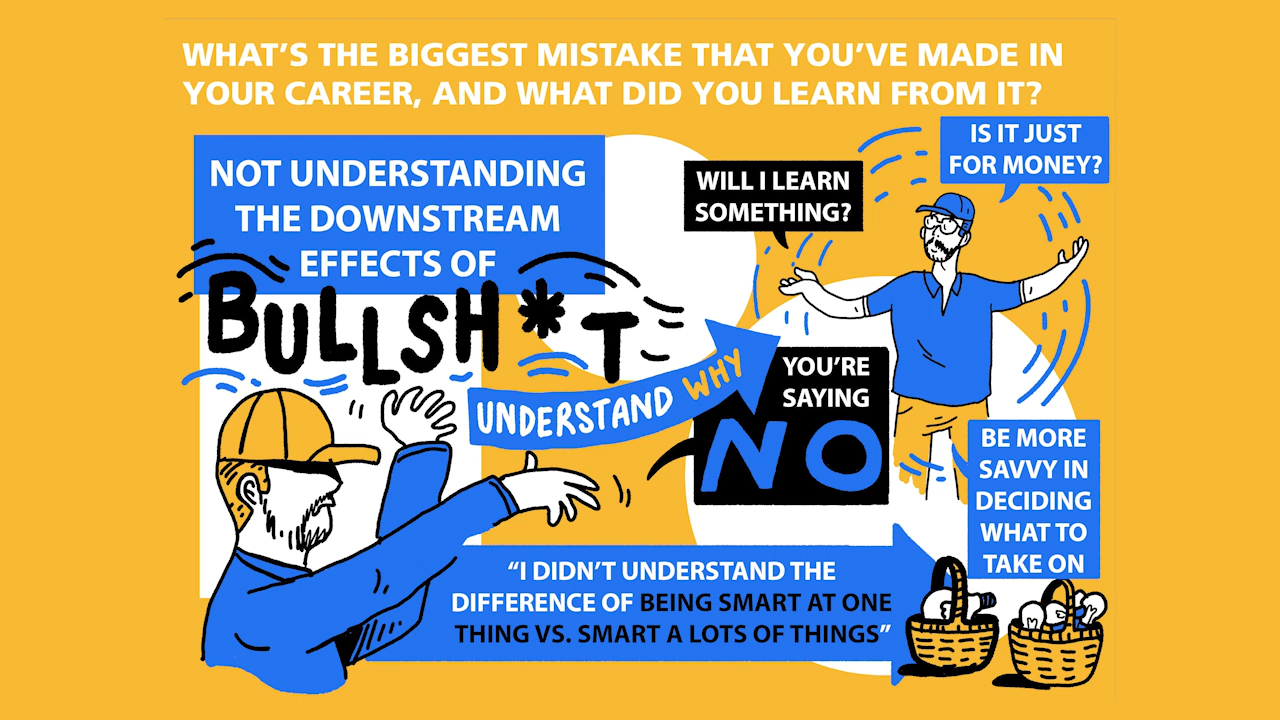 WHAT'S THE BIGGEST MISTAKE THAT YOU'VE MADE IN
YOUR CAREER, AND WHAT DID YOU LEARN FROM IT?
NOT UNDERSTANDING
THE DOWNSTREAM
EFFECTS OF
BULLSH*T
UNDERSTAND WHY
YOU'RE
SAYING
NO
WILL I LEARN
SOMETHING?
IS IT JUST
FOR MONEY?
BE MORE
SAVVY IN
DECIDING
WHAT TO
TAKE ON
"I DIDN'T UNDERSTAND THE
DIFFERENCE OF BEING SMART AT ONE
THING VS. SMART A LOTS OF THINGS"